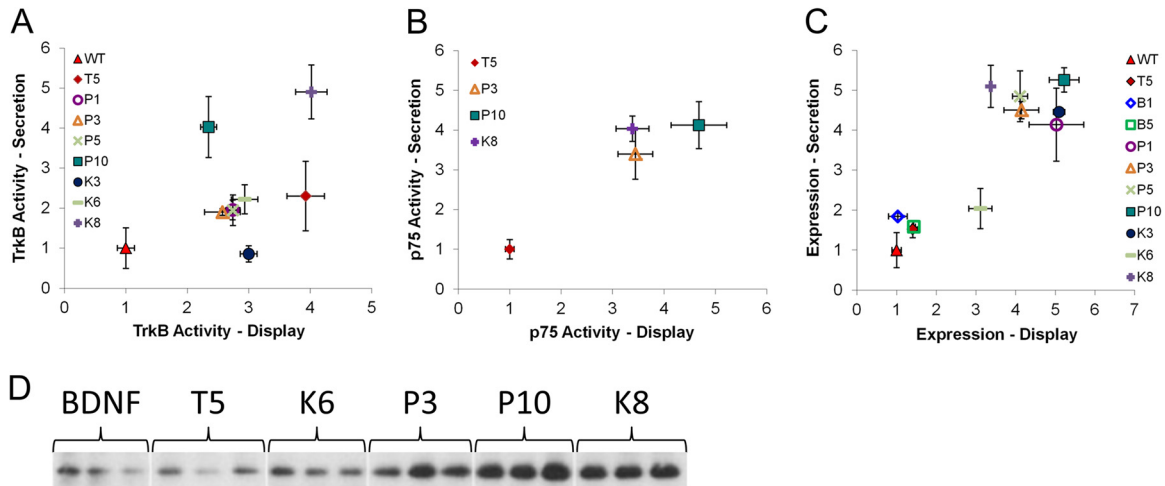 A
TrkB Activity - Secretion
6
5
4
3
2
1
0
0 1 2 3 4 5
TrkB Activity - Display
WT
T5
P1
P3
P5
P10
K3
K6
K8
B
p75 Activity - Secretion
6
5
4
3
2
1
0
0 1 2 3 4 5 6
p75 Activity - Display
T5
P3
P10
K8
C
Expression - Secretion
6
5
4
3
2
1
0
0 1 2 3 4 5 6 7
Expression - Display
WT
T5
B1
B5
P1
P3
P5
P10
K3
K6
K8
D
BDNF T5 K6 P3 P10 K8